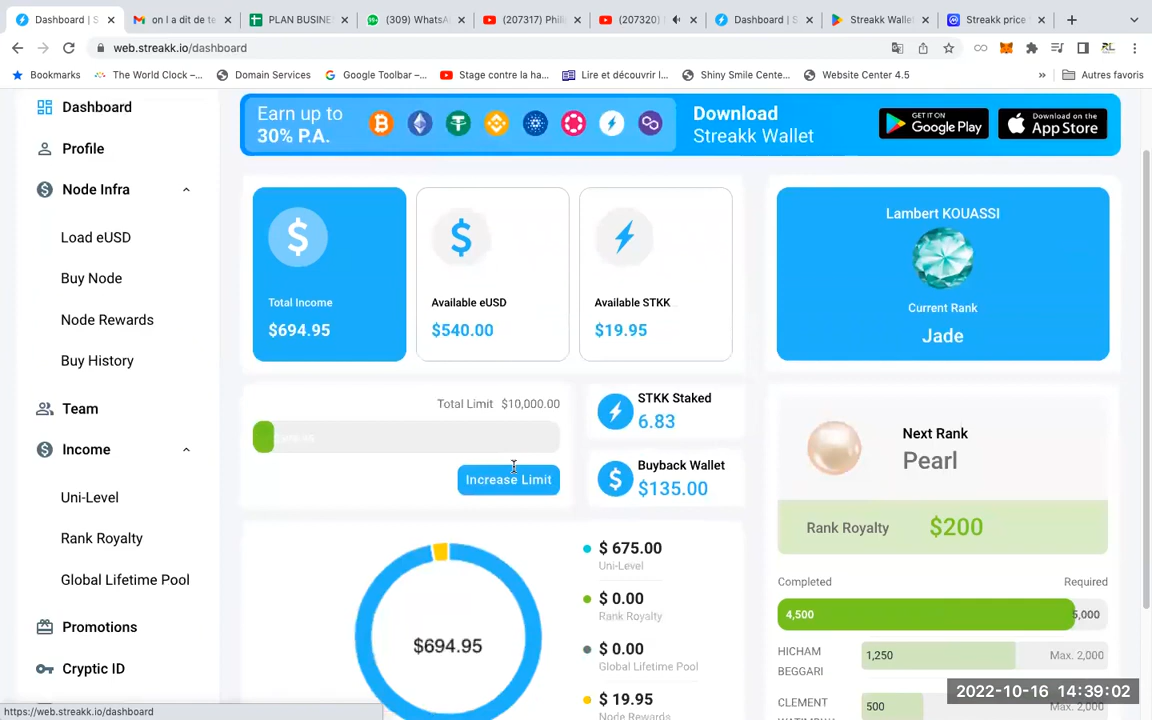 Dashboard | S
on l a dit de te
PLAN BUSINE
(309) WhatsA
(207317) Phili
(207320)
Dashboard | S
Streakk Wallet
Streakk price
web.streakk.io/dashboard
Bookmarks
The World Clock –...
Domain Services
Google Toolbar –...
Stage contre la ha...
Lire et découvrir l...
Shiny Smile Cente...
Website Center 4.5
»
Autres favoris
Dashboard
Profile
Node Infra
Load eUSD
Buy Node
Node Rewards
Buy History
Team
Income
Uni-Level
Rank Royalty
Global Lifetime Pool
Promotions
Cryptic ID
https://web.streakk.io/dashboard
Earn up to
30% P.A.
Download
Streakk Wallet
GET IT ON
Google Play
Download on the
App Store
Total Income
$694.95
Available eUSD
$540.00
Available STKK
$19.95
Lambert KOUASSI
Current Rank
Jade
Total Limit $10,000.00
Increase Limit
STKK Staked
6.83
Buyback Wallet
$135.00
Next Rank
Pearl
Rank Royalty $200
$694.95
$ 675.00
Uni-Level
$ 0.00
Rank Royalty
$ 0.00
Global Lifetime Pool
$ 19.95
Node Rewards
Completed Required
4,500 5,000
HICHAM
BEGGARI
1,250 Max. 2,000
CLEMENT
500 Max. 2,000
2022-10-16 14:39:02